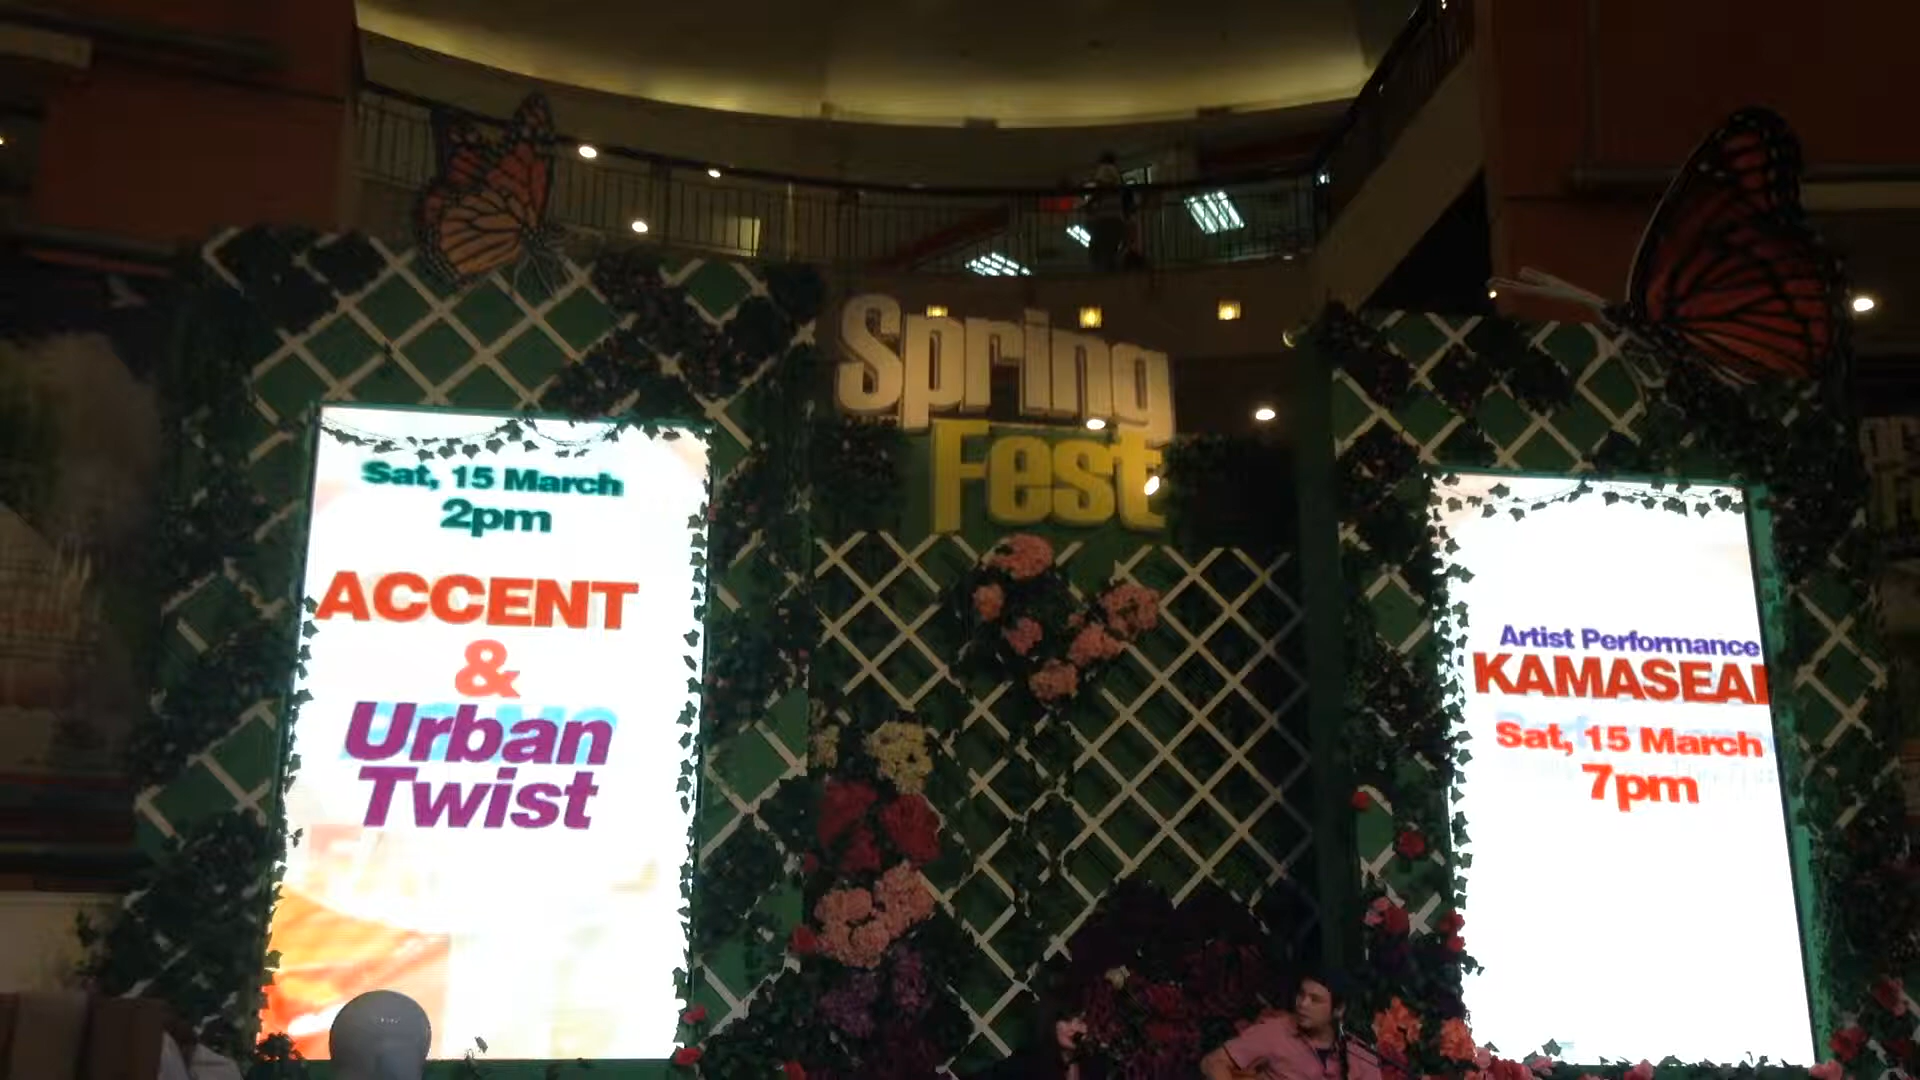 Spring
Fest
Sat, 15 March
2pm
ACCENT
&
Urban
Twist
Artist Performance
KAMASEAN
Sat, 15 March
7pm